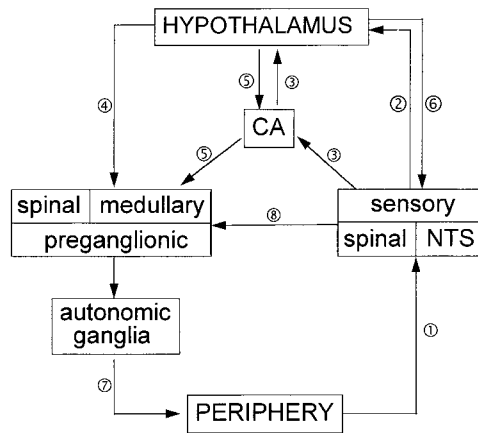 HYPOTHALAMUS
④
⑤
③
②
⑥
CA
⑤
③
spinal medullary
preganglionic
⑧
sensory
spinal NTS
autonomic
ganglia
①
⑦
PERIPHERY